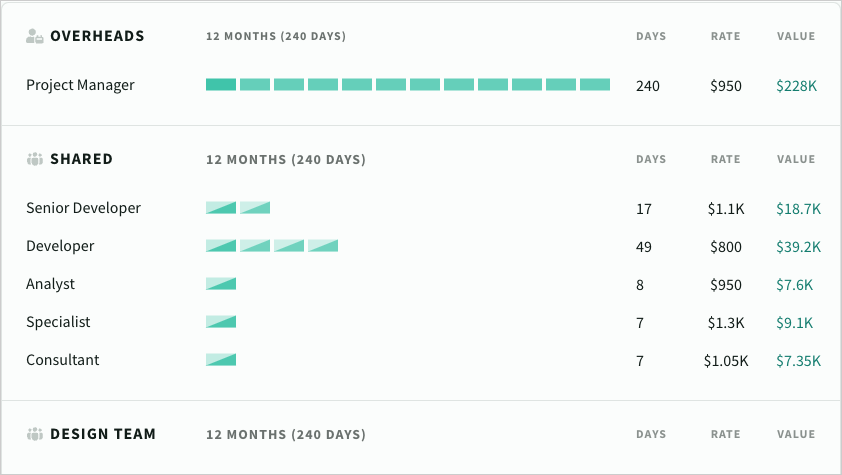 OVERHEADS 12 MONTHS (240 DAYS) DAYS RATE VALUE
Project Manager 240 $950 $228K
SHARED 12 MONTHS (240 DAYS) DAYS RATE VALUE
Senior Developer 17 $1.1K $18.7K
Developer 49 $800 $39.2K
Analyst 8 $950 $7.6K
Specialist 7 $1.3K $9.1K
Consultant 7 $1.05K $7.35K
DESIGN TEAM 12 MONTHS (240 DAYS) DAYS RATE VALUE